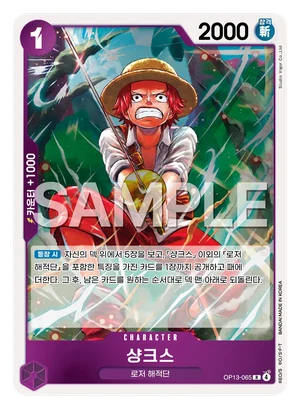 1
2000
참격
斬
카운터 +1000
SAMPLE
등장 시 자신의 덱 위에서 5장을 보고, 「샹크스」 이외의 『로저
해적단』을 포함한 특징을 가진 카드를 1장까지 공개하고 패에
더한다. 그 후, 남은 카드를 원하는 순서대로 덱 맨 아래로 되돌린다.
CHARACTER
샹크스
로저 해적단
OP13-065 R 4
BANDAI MADE IN KOREA